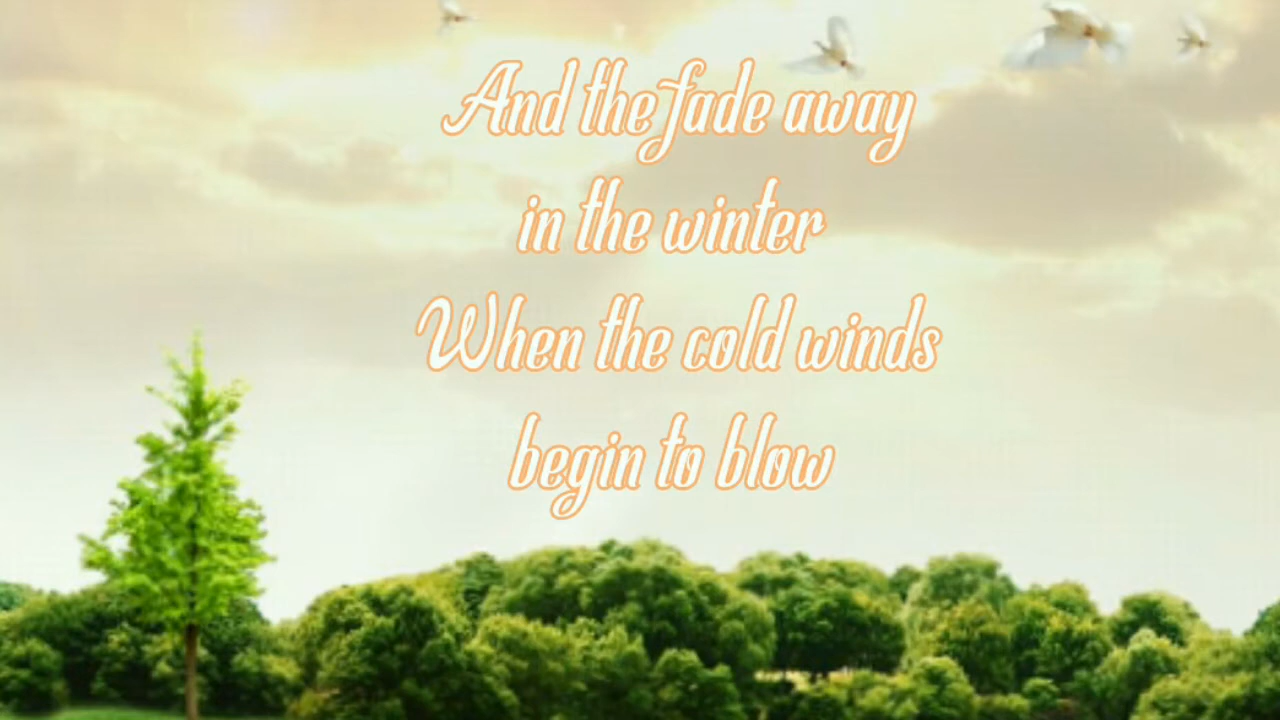 And the fade away
in the winter
When the cold winds
begin to blow